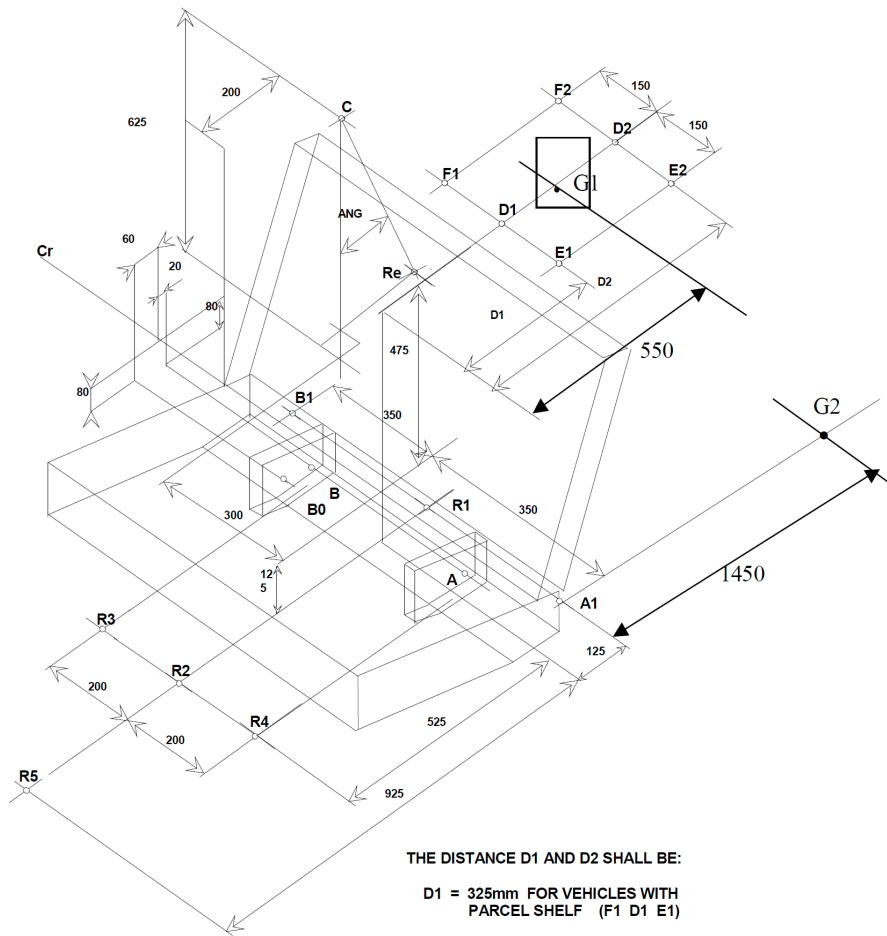 F2
150
200
C
D2
150
625
F1
E2
G1
D1
ANG
60
E1
Cr
20
Re
D2
80
D1
475
550
80
B1
350
G2
B
R1
300
B0
350
12
5
A
1450
A1
R3
125
R2
200
R4
525
200
R5
925
THE DISTANCE D1 AND D2 SHALL BE:
D1 = 325mm FOR VEHICLES WITH
PARCEL SHELF (F1 D1 E1)